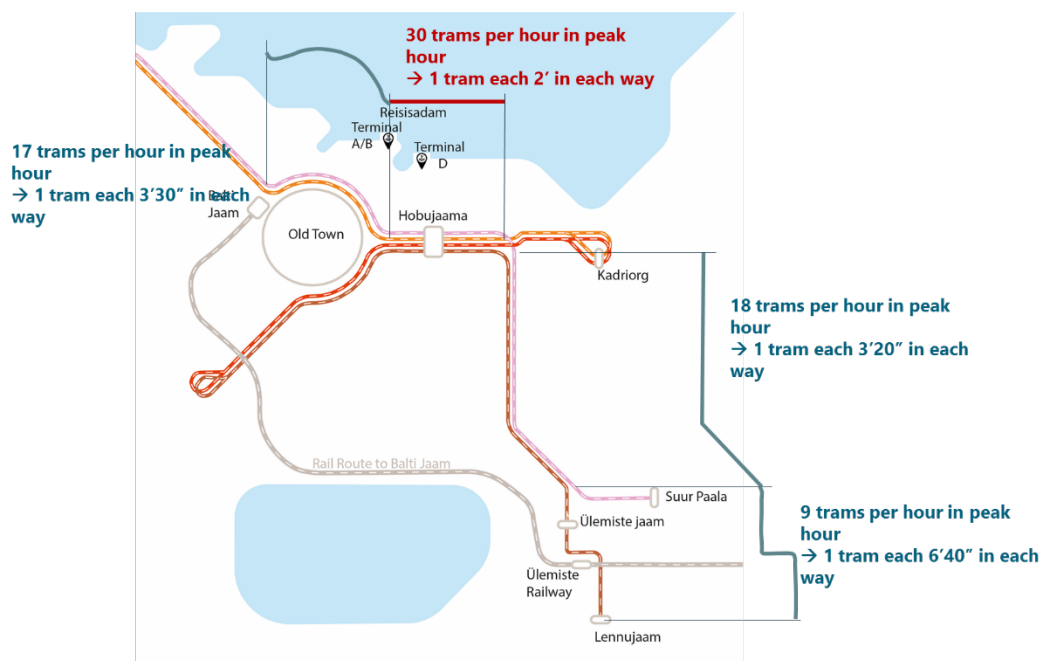 30 trams per hour in peak
hour
→ 1 tram each 2’ in each way
Reisisadam
Terminal
A/B
Terminal
D
17 trams per hour in peak
hour
→ 1 tram each 3’30” in each
way
Balti
Jaam
Old Town
Hobujaama
Kadriorg
18 trams per hour in peak
hour
→ 1 tram each 3’20” in each
way
Rail Route to Balti Jaam
Suur Paala
Ülemiste jaam
9 trams per hour in peak
hour
→ 1 tram each 6’40” in each
way
Ülemiste
Railway
Lennujaam